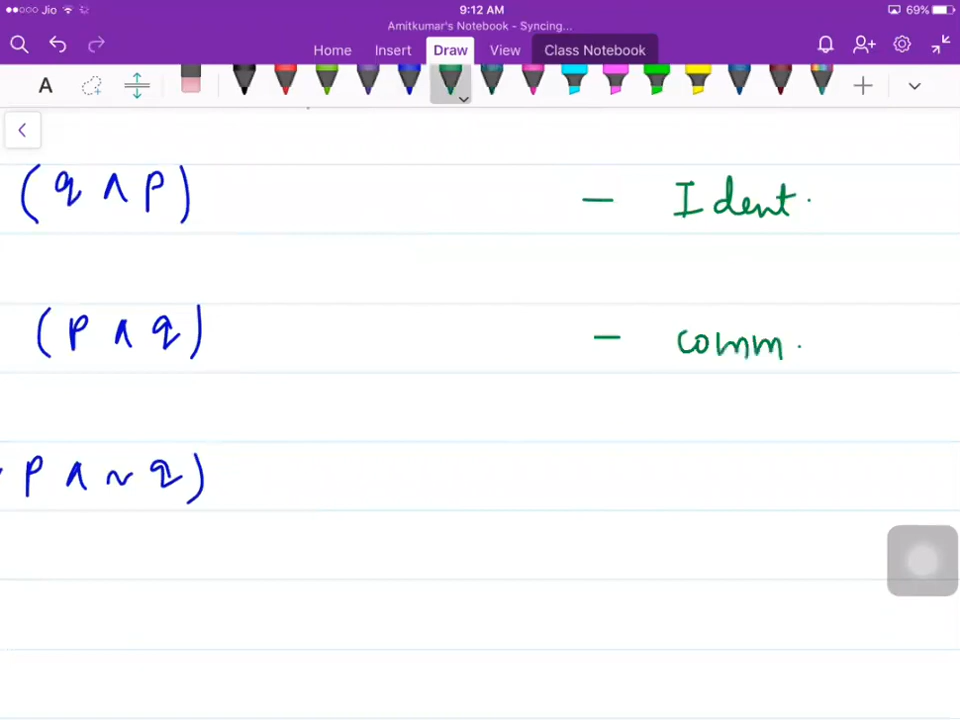 Jio 9:12 AM 69%
Amitkumar's Notebook - Syncing...
Home Insert Draw View Class Notebook
A
(q ∧ p) — Ident.
(p ∧ q) — comm.
p ∧ ~ q)